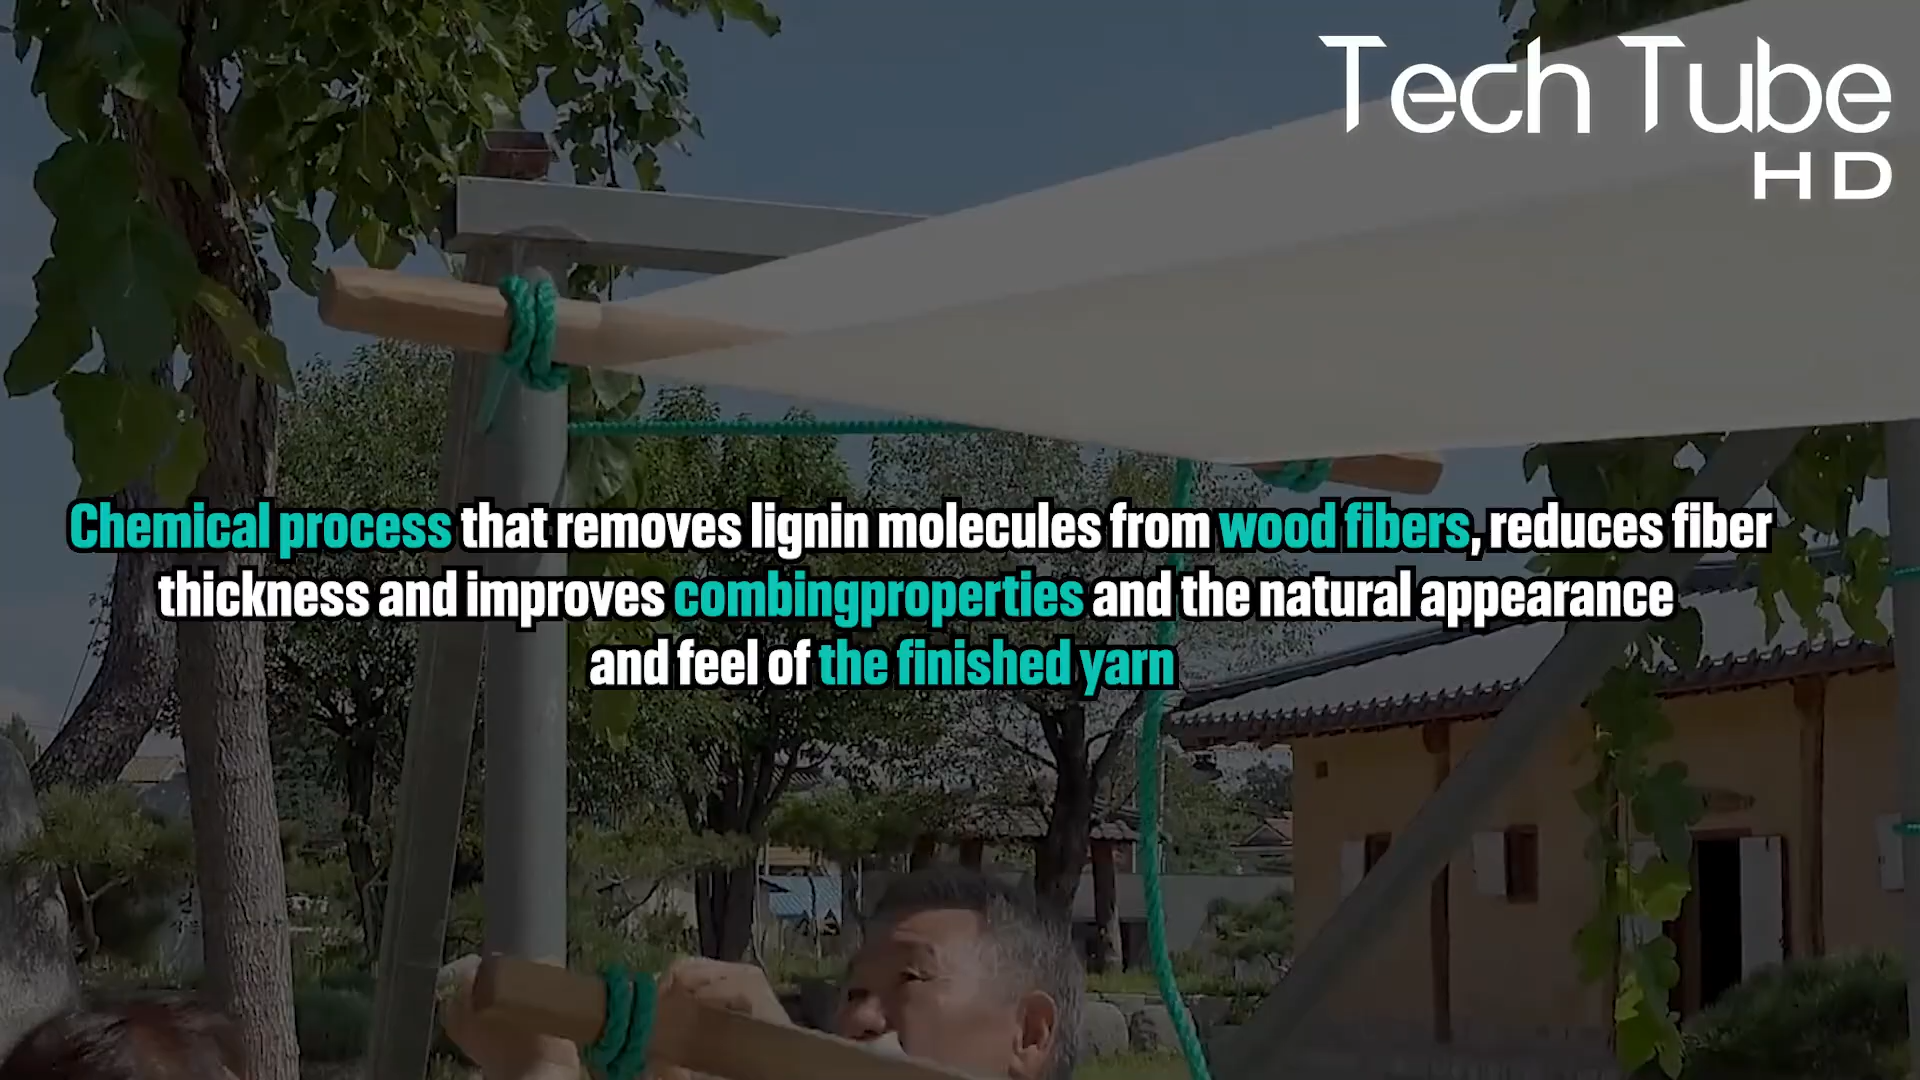 Tech Tube
HD
Chemical process that removes lignin molecules from wood fibers, reduces fiber
thickness and improves combingproperties and the natural appearance
and feel of the finished yarn